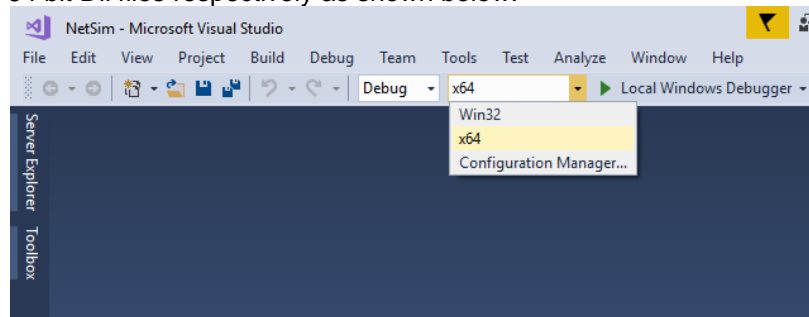 NetSim - Microsoft Visual Studio
File Edit View Project Build Debug Team Tools Test Analyze Window Help
Debug x64 Local Windows Debugger
Win32
x64
Configuration Manager...
Server Explorer
Toolbox